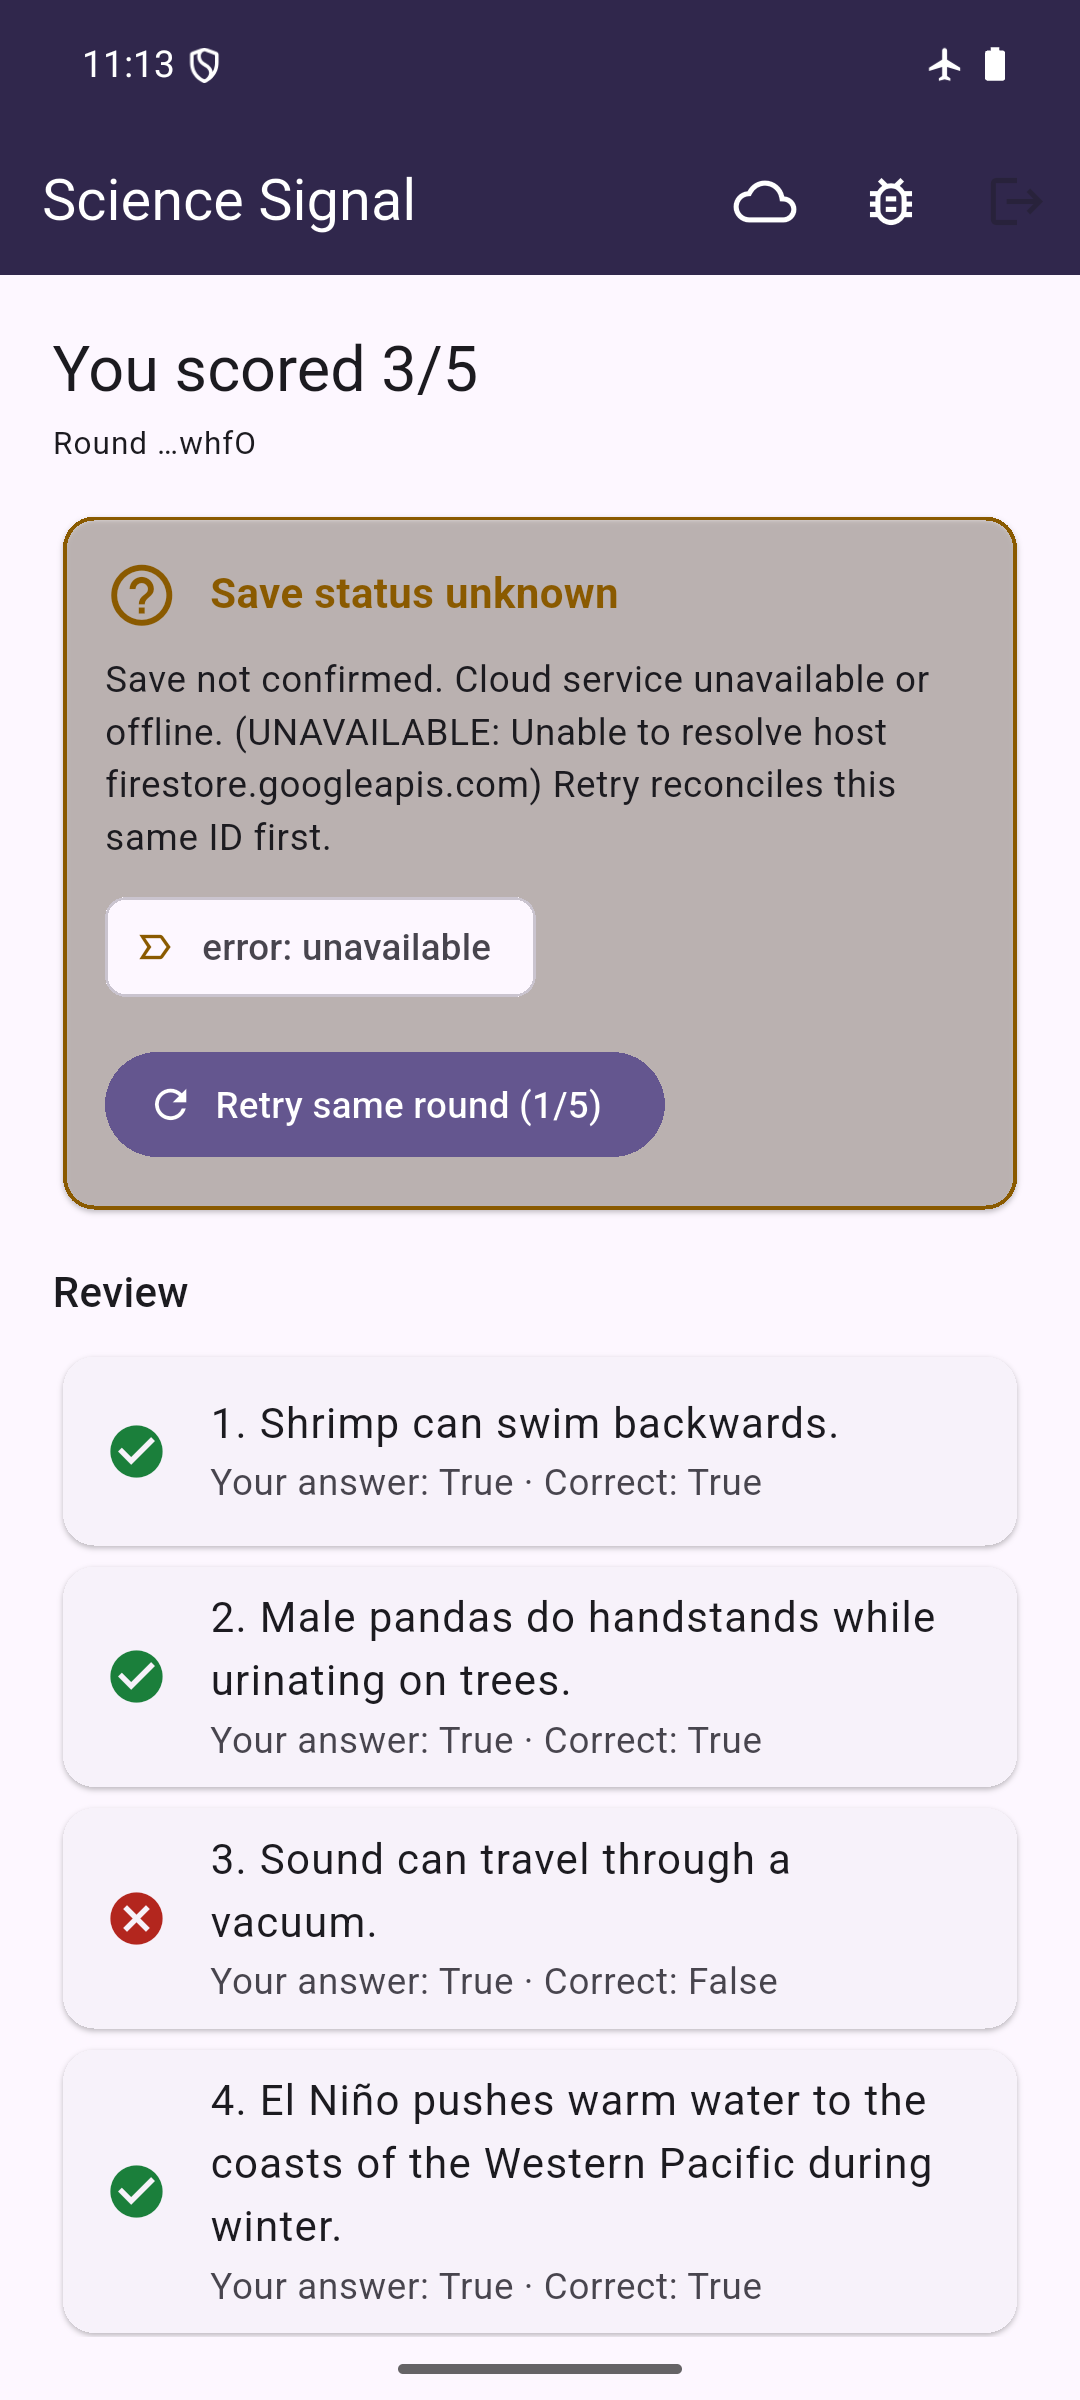 11:13
Science Signal
You scored 3/5
Round …whfO
Save status unknown
Save not confirmed. Cloud service unavailable or
offline. (UNAVAILABLE: Unable to resolve host
firestore.googleapis.com) Retry reconciles this
same ID first.
error: unavailable
Retry same round (1/5)
Review
1. Shrimp can swim backwards.
Your answer: True · Correct: True
2. Male pandas do handstands while
urinating on trees.
Your answer: True · Correct: True
3. Sound can travel through a
vacuum.
Your answer: True · Correct: False
4. El Niño pushes warm water to the
coasts of the Western Pacific during
winter.
Your answer: True · Correct: True